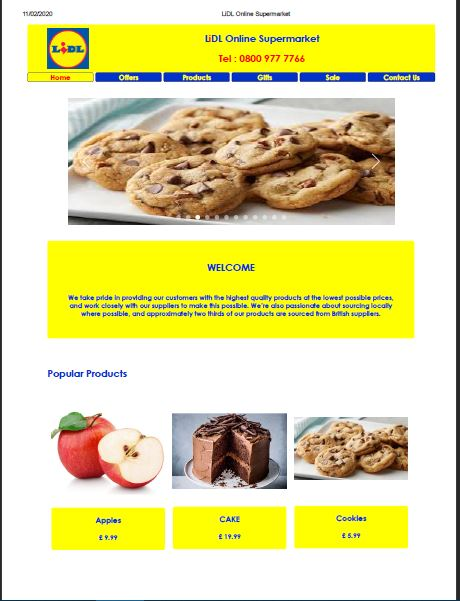 11/02/2020 LiDL Online Supermarket
LiDL
LiDL Online Supermarket
Tel : 0800 977 7766
Home Offers Products Gifts Sale Contact Us
WELCOME
We take pride in providing our customers with the highest quality products at the lowest possible prices,
and work closely with our suppliers to make this possible. We're also passionate about sourcing locally
where possible, and approximtely two thirds of our products are sourced from British suppliers.
Popular Products
Apples CAKE Cookies
£ 9.99 £ 19.99 £ 5.99